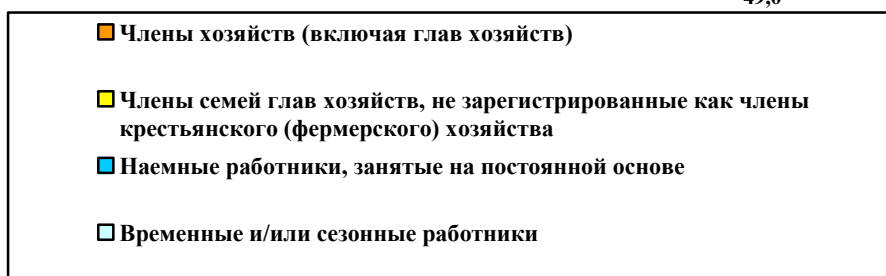 Члены хозяйств (включая глав хозяйств)
Члены семей глав хозяйств, не зарегистрированные как члены
крестьянского (фермерского) хозяйства
Наемные работники, занятые на постоянной основе
Временные и/или сезонные работники